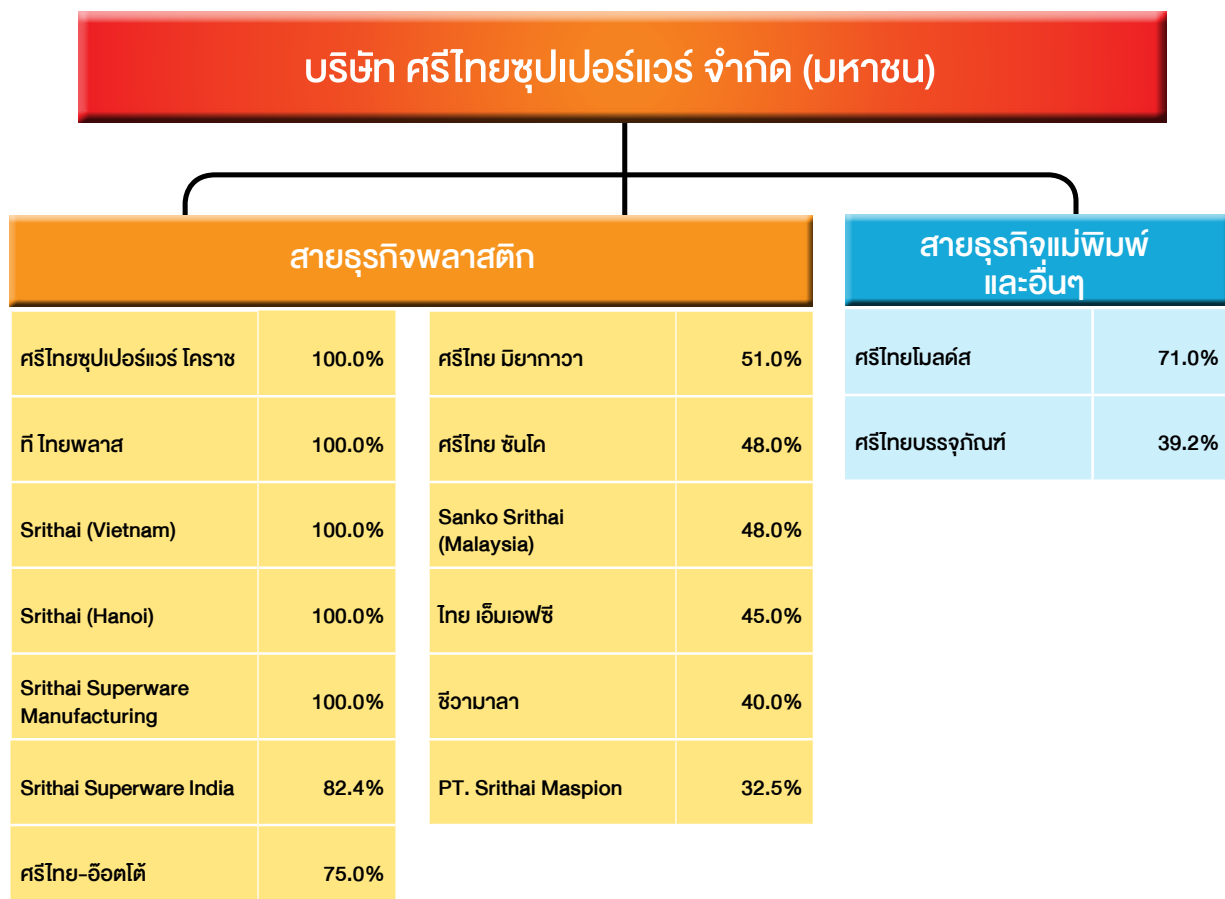 บริษัท ศรีไทยซุปเปอร์แวร์ จำกัด (มหาชน)
สายธุรกิจพลาสติก
ศรีไทยซุปเปอร์แวร์ โคราช 100.0%
ที ไทยพลาส 100.0%
Srithai (Vietnam) 100.0%
Srithai (Hanoi) 100.0%
Srithai Superware
Manufacturing 100.0%
Srithai Superware India 82.4%
ศรีไทย-อ๊อตโต้ 75.0%
ศรีไทย มิยากาวา 51.0%
ศรีไทย ซันโค 48.0%
Sanko Srithai
(Malaysia) 48.0%
ไทย เอ็มเอฟซี 45.0%
ชีวามาลา 40.0%
PT. Srithai Maspion 32.5%
สายธุรกิจแม่พิมพ์
และอื่นๆ
ศรีไทยโมลด์ส 71.0%
ศรีไทยบรรจุภัณฑ์ 39.2%